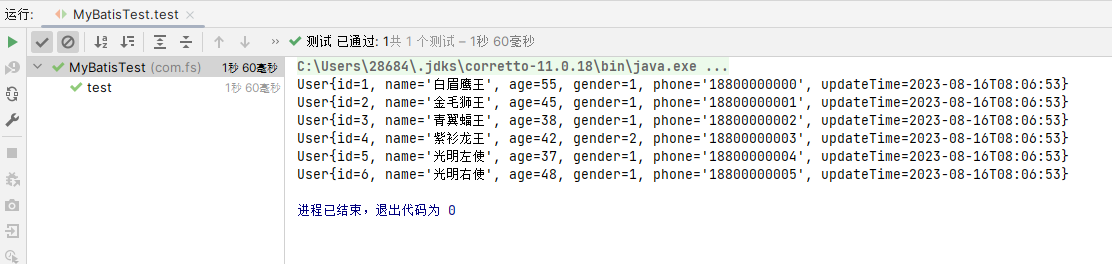 运行: MyBatisTest.test
测试 已通过: 1共 1 个测试 – 1秒 60毫秒
MyBatisTest (com.fs) 1秒 60毫秒
test 1秒 60毫秒
C:\Users\28684\.jdks\corretto-11.0.18\bin\java.exe ...
User{id=1, name='白眉鹰王', age=55, gender=1, phone='18800000000', updateTime=2023-08-16T08:06:53}
User{id=2, name='金毛狮王', age=45, gender=1, phone='18800000001', updateTime=2023-08-16T08:06:53}
User{id=3, name='青翼蝠王', age=38, gender=1, phone='18800000002', updateTime=2023-08-16T08:06:53}
User{id=4, name='紫衫龙王', age=42, gender=2, phone='18800000003', updateTime=2023-08-16T08:06:53}
User{id=5, name='光明左使', age=37, gender=1, phone='18800000004', updateTime=2023-08-16T08:06:53}
User{id=6, name='光明右使', age=48, gender=1, phone='18800000005', updateTime=2023-08-16T08:06:53}
进程已结束，退出代码为 0